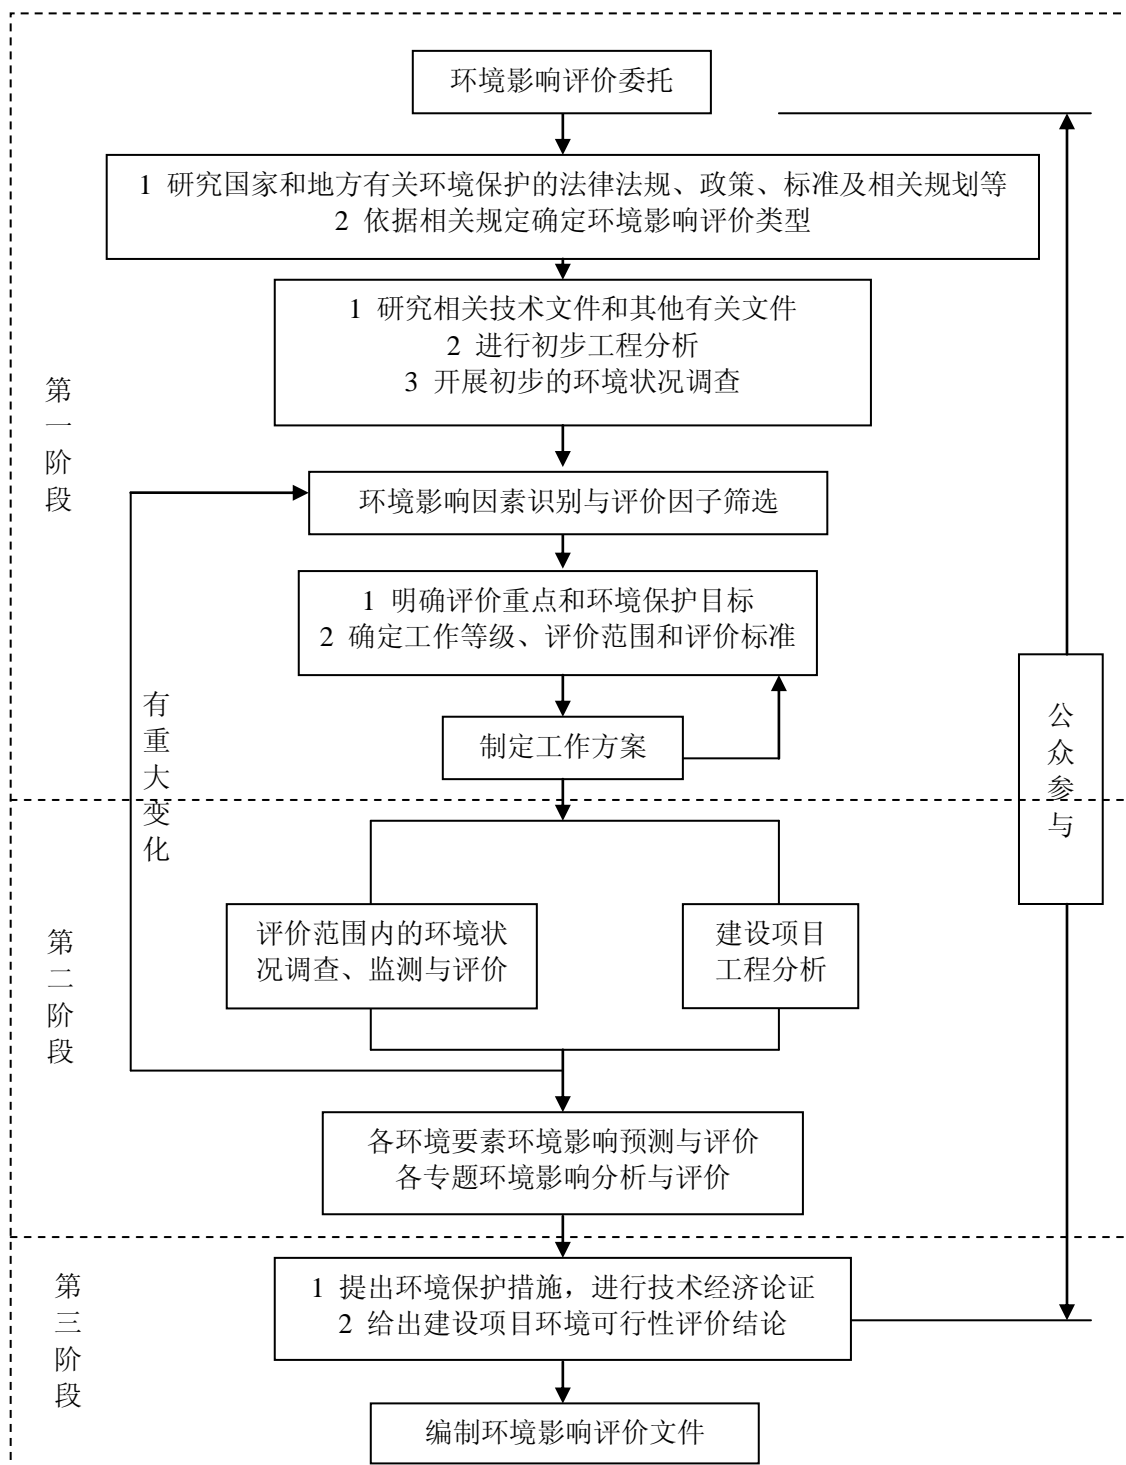 环境影响评价委托
1 研究国家和地方有关环境保护的法律法规、政策、标准及相关规划等
2 依据相关规定确定环境影响评价类型
1 研究相关技术文件和其他有关文件
2 进行初步工程分析
3 开展初步的环境状况调查
第一阶段
环境影响因素识别与评价因子筛选
1 明确评价重点和环境保护目标
2 确定工作等级、评价范围和评价标准
有重大变化
公众参与
制定工作方案
第二阶段
评价范围内的环境状
况调查、监测与评价
建设项目
工程分析
各环境要素环境影响预测与评价
各专题环境影响分析与评价
第三阶段
1 提出环境保护措施，进行技术经济论证
2 给出建设项目环境可行性评价结论
编制环境影响评价文件